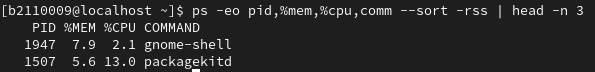 [b2110009@localhost ~]$ ps -eo pid,%mem,%cpu,comm --sort -rss | head -n 3
    PID %MEM %CPU COMMAND
   1947  7.9  2.1 gnome-shell
   1507  5.6 13.0 packagekitd